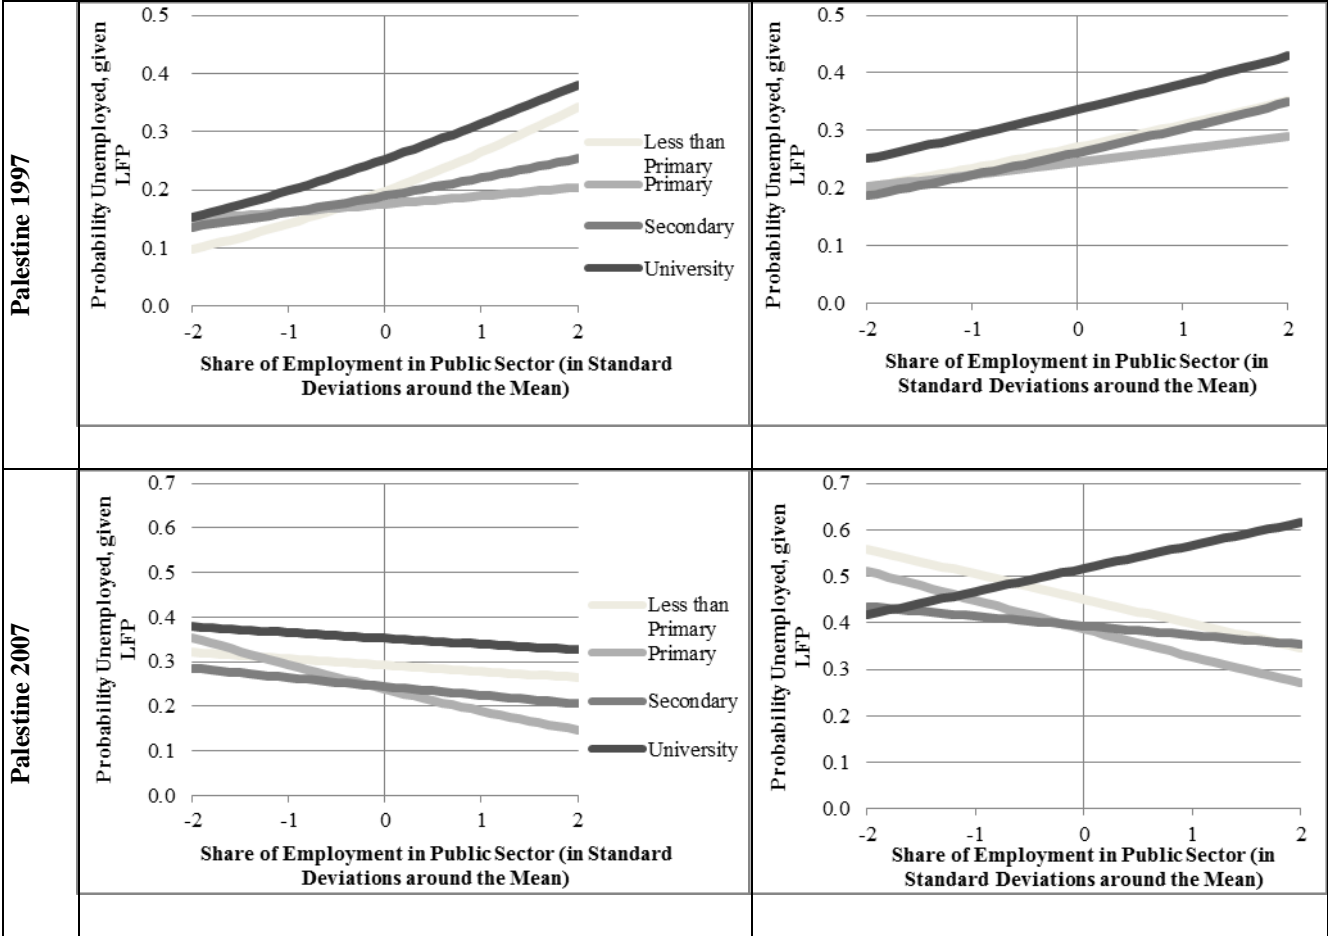 Palestine 1997
Probability Unemployed, given
LFP
0.5
0.4
0.3
0.2
0.1
0.0
-2
-1
0
1
2
Share of Employment in Public Sector (in Standard
Deviations around the Mean)
Less than
Primary
Primary
Secondary
University
Probability Unemployed, given
LFP
0.5
0.4
0.3
0.2
0.1
0.0
-2
-1
0
1
2
Share of Employment in Public Sector (in
Standard Deviations around the Mean)
Palestine 2007
Probability Unemployed, given
LFP
0.7
0.6
0.5
0.4
0.3
0.2
0.1
0.0
-2
-1
0
1
2
Share of Employment in Public Sector (in Standard
Deviations around the Mean)
Less than
Primary
Primary
Secondary
University
Probability Unemployed, given
LFP
0.7
0.6
0.5
0.4
0.3
0.2
0.1
0.0
-2
-1
0
1
2
Share of Employment in Public Sector (in
Standard Deviations around the Mean)